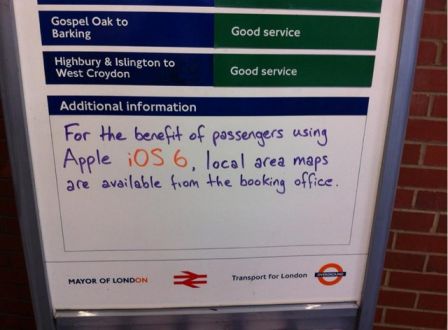 Gospel Oak to
Barking
Good service
Highbury & Islington to
West Croydon
Good service
Additional information
For the benefit of passengers using
Apple iOS 6, local area maps
are available from the booking office.
MAYOR OF LONDON
Transport for London
OVERGROUND